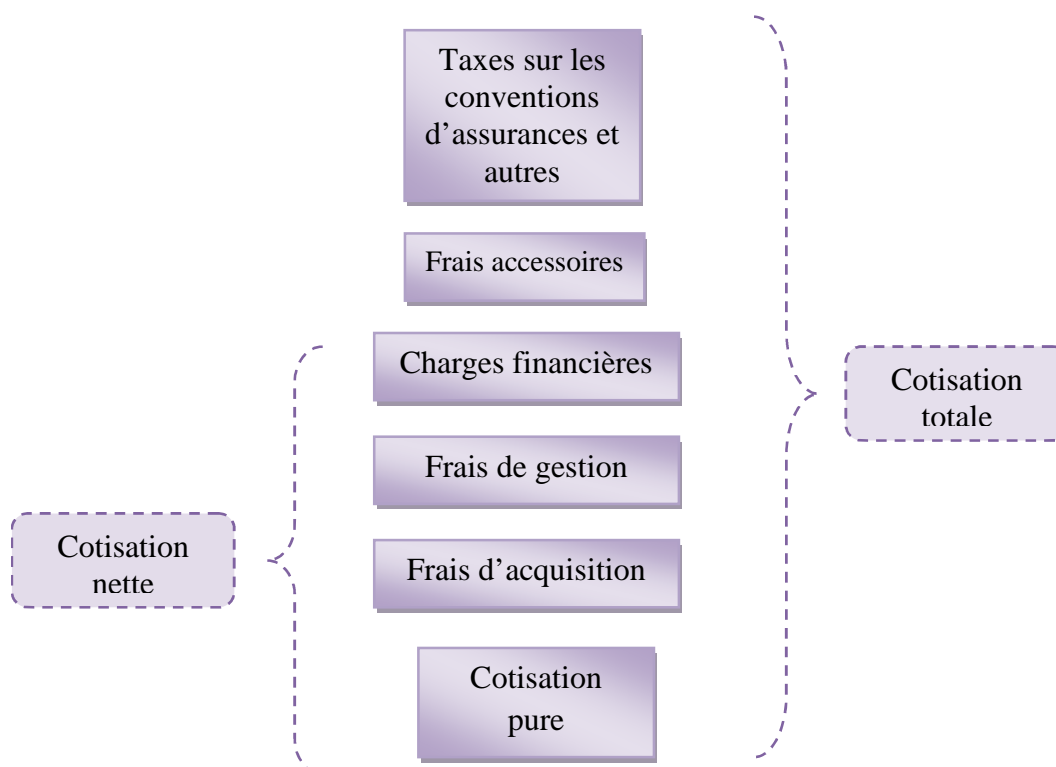 Taxes sur les
conventions
d’assurances et
autres
Frais accessoires
Charges financières
Cotisation
totale
Frais de gestion
Cotisation
nette
Frais d’acquisition
Cotisation
pure